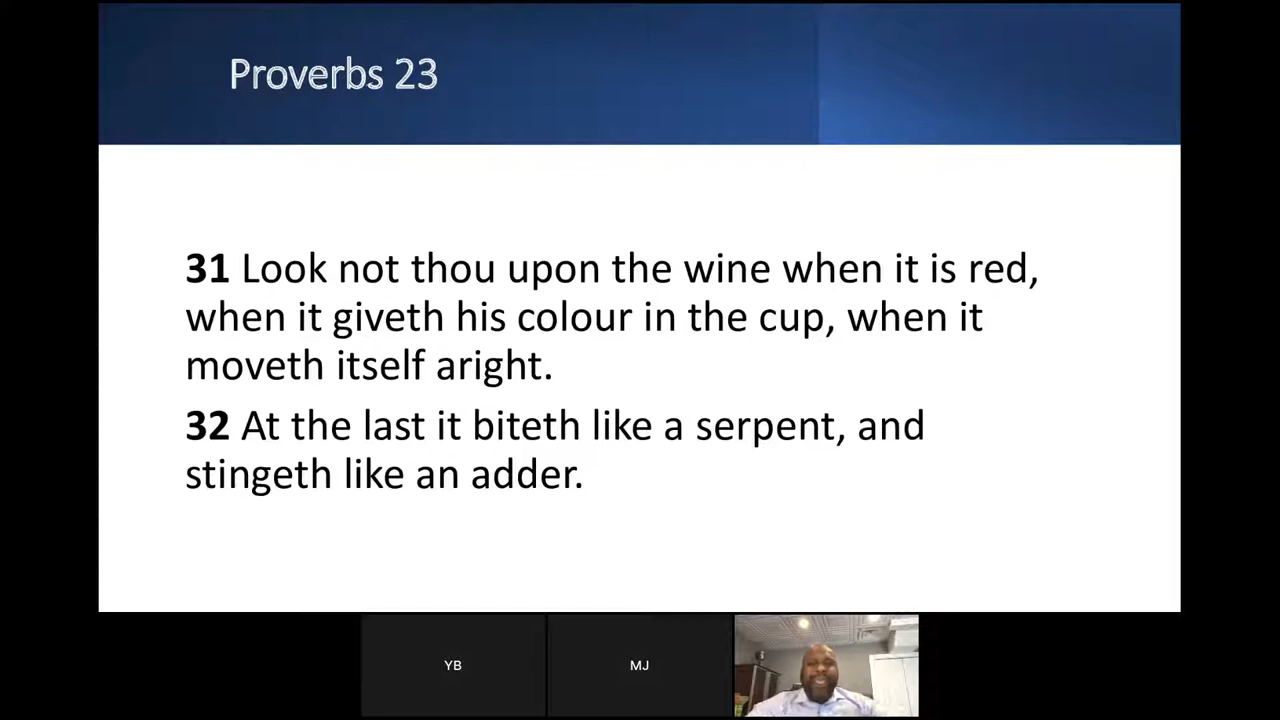 Proverbs 23
31 Look not thou upon the wine when it is red,
when it giveth his colour in the cup, when it
moveth itself aright.
32 At the last it biteth like a serpent, and
stingeth like an adder.
YB
MJ